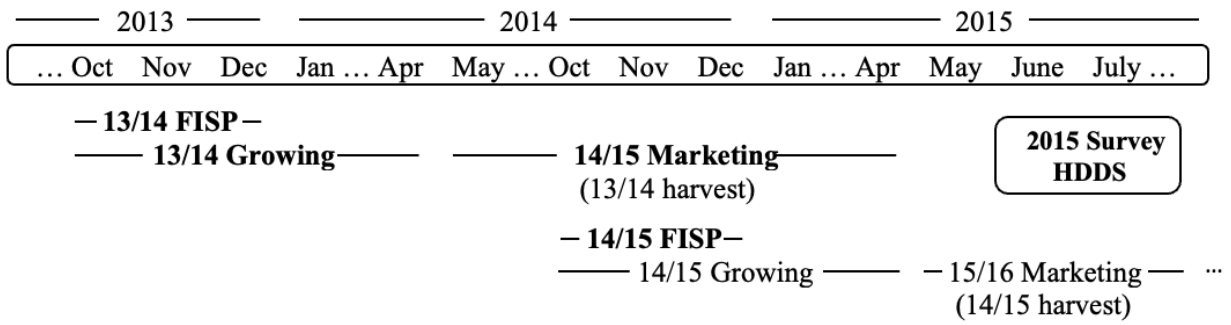 2013 2014 2015
… Oct Nov Dec Jan … Apr May … Oct Nov Dec Jan … Apr May June July …
13/14 FISP
13/14 Growing 14/15 Marketing 2015 Survey
(13/14 harvest) HDDS
14/15 FISP
14/15 Growing 15/16 Marketing ...
(14/15 harvest)